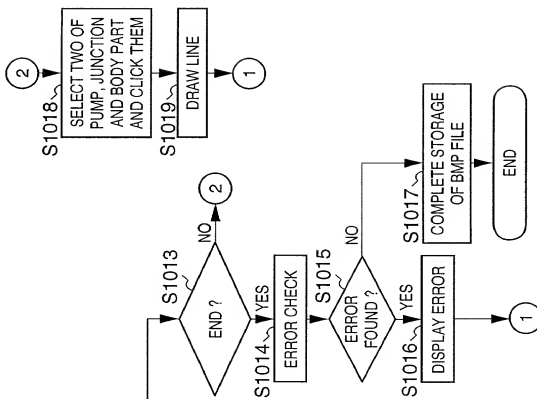 2
S1018
SELECT TWO OF
PUMP, JUNCTION
AND BODY PART
AND CLICK THEM
S1019
DRAW LINE
1
S1013
END ?
NO
2
YES
S1014
ERROR CHECK
S1015
ERROR
FOUND ?
NO
YES
S1016
DISPLAY ERROR
1
S1017
COMPLETE STORAGE
OF BMP FILE
END